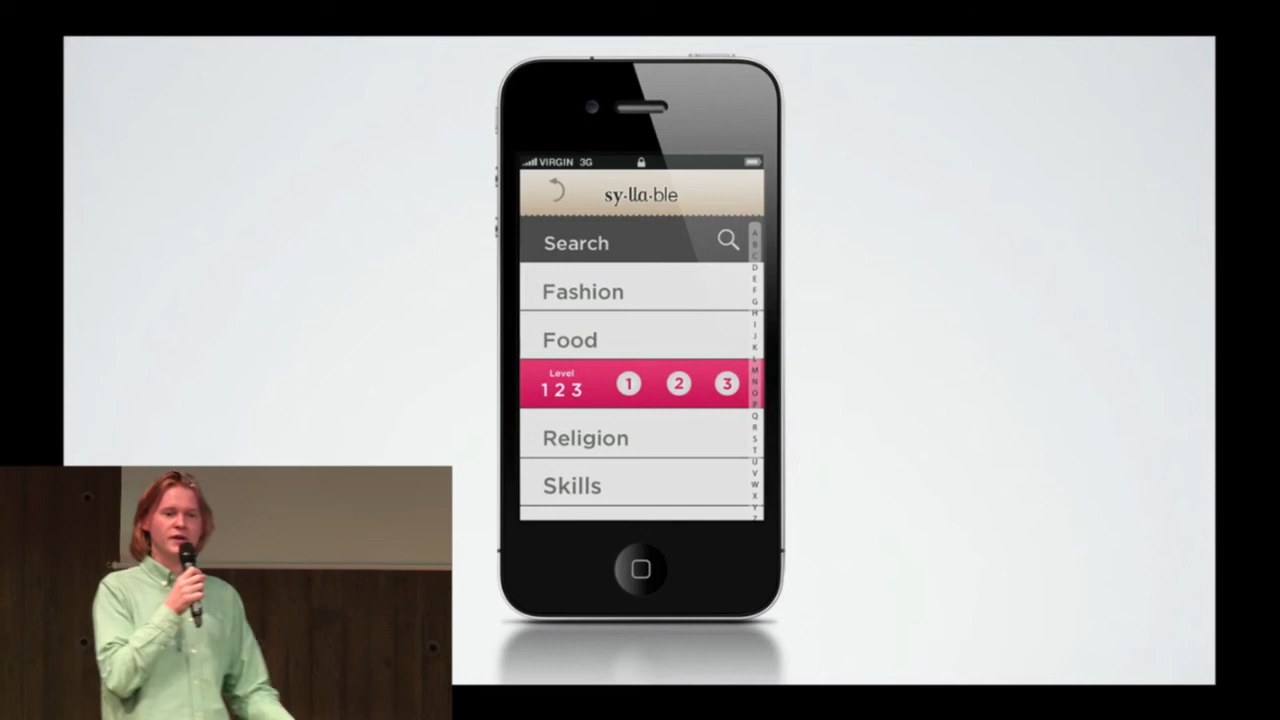 VIRGIN 3G
sy-lla-ble
Search
Fashion
Food
Level
1 2 3 1 2 3
Religion
Skills
A
B
C
D
E
F
G
H
I
J
K
L
M
N
O
P
Q
R
S
T
U
V
W
X
Y
Z